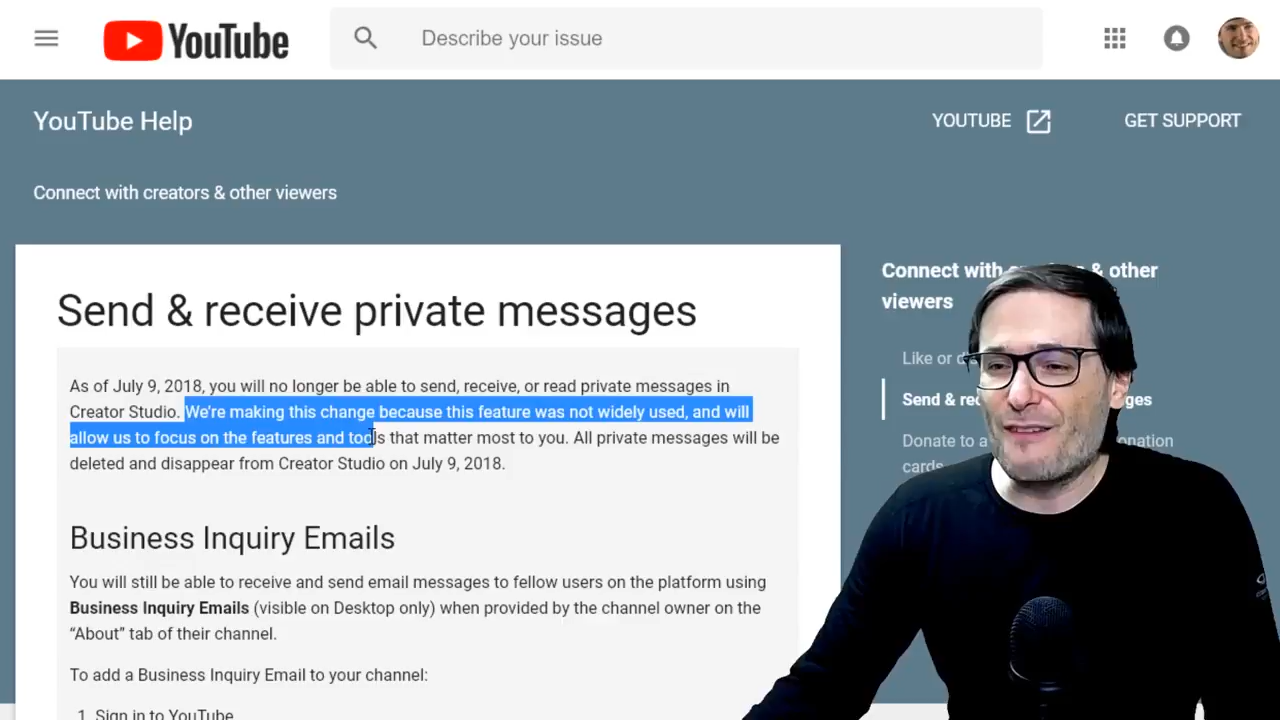 YouTube
Describe your issue
YouTube Help
YOUTUBE
GET SUPPORT
Connect with creators & other viewers
Send & receive private messages
As of July 9, 2018, you will no longer be able to send, receive, or read private messages in
Creator Studio. We're making this change because this feature was not widely used, and will
allow us to focus on the features and tools that matter most to you. All private messages will be
deleted and disappear from Creator Studio on July 9, 2018.
Business Inquiry Emails
You will still be able to receive and send email messages to fellow users on the platform using
Business Inquiry Emails (visible on Desktop only) when provided by the channel owner on the
“About” tab of their channel.
To add a Business Inquiry Email to your channel:
1. Sign in to YouTube
Connect with & other
viewers
Like or
Send &
Donate to a
cards